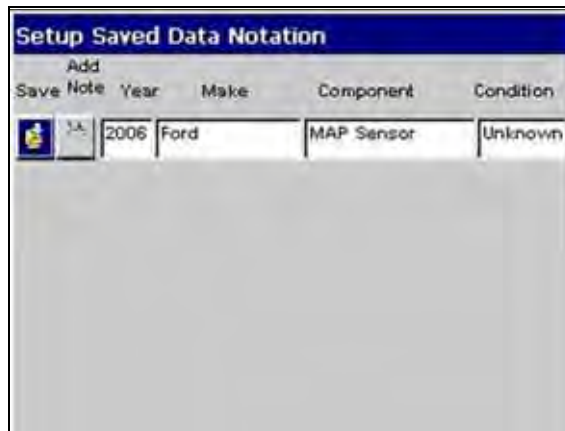 Setup Saved Data Notation
Add
Save Note Year Make Component Condition
2006 Ford MAP Sensor Unknown